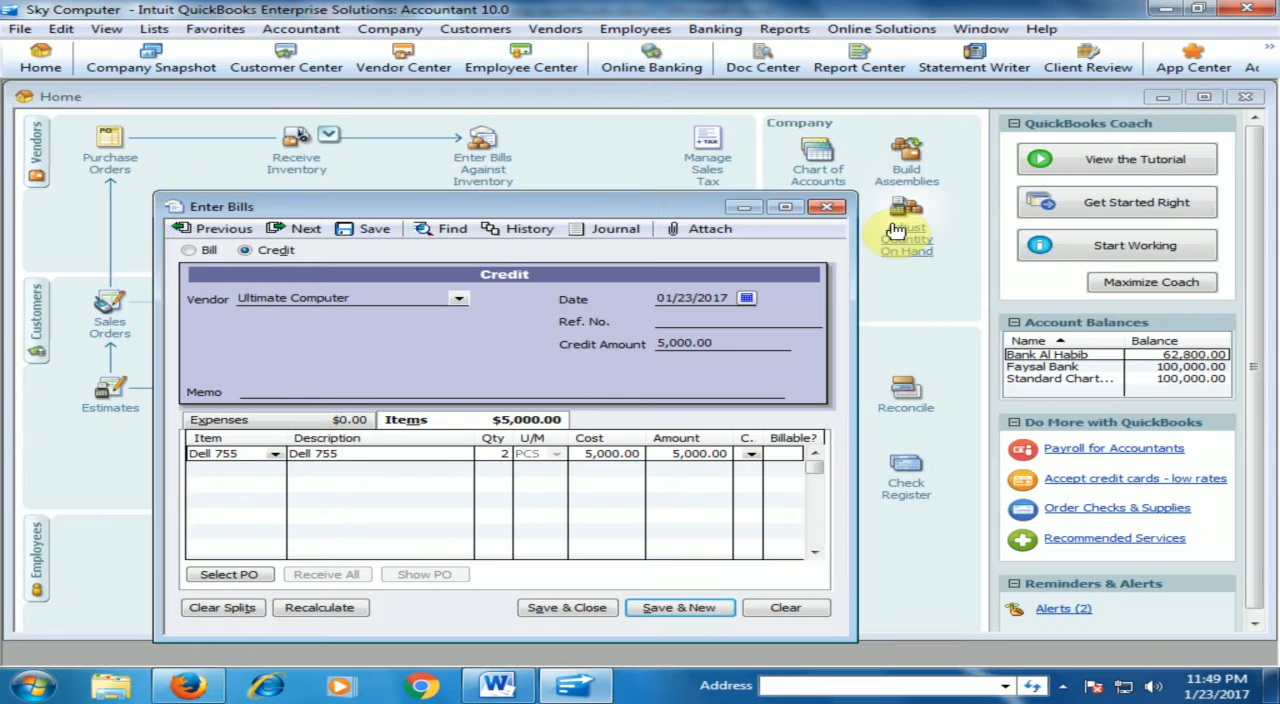 Sky Computer - Intuit QuickBooks Enterprise Solutions: Accountant 10.0
File Edit View Lists Favorites Accountant Company Customers Vendors Employees Banking Reports Online Solutions Window Help
Home Company Snapshot Customer Center Vendor Center Employee Center Online Banking Doc Center Report Center Statement Writer Client Review App Center Ac
Home
Vendors
Purchase Orders
Receive Inventory
Enter Bills Against Inventory
Manage Sales Tax
Company
Chart of Accounts
Build Assemblies
Quantity On Hand
Customers
Sales Orders
Estimates
Employees
Reconcile
Check Register
Enter Bills
Previous Next Save Find History Journal Attach
Bill Credit
Credit
Vendor Ultimate Computer
Date 01/23/2017
Ref. No.
Credit Amount 5,000.00
Memo
Expenses $0.00 Items $5,000.00
Item Description Qty U/M Cost Amount C. Billable?
Dell 755 Dell 755 2 PCS 5,000.00 5,000.00
Select PO Receive All Show PO
Clear Splits Recalculate Save & Close Save & New Clear
QuickBooks Coach
View the Tutorial
Get Started Right
Start Working
Maximize Coach
Account Balances
Name Balance
Bank Al Habib 62,800.00
Faysal Bank 100,000.00
Standard Chart... 100,000.00
Do More with QuickBooks
Payroll for Accountants
Accept credit cards - low rates
Order Checks & Supplies
Recommended Services
Reminders & Alerts
Alerts (2)
Address
11:49 PM
1/23/2017